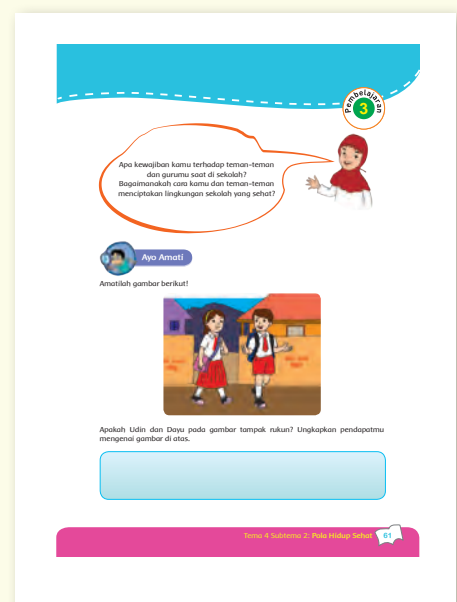 Pembelajaran
3
Apa kewajiban kamu terhadap teman-teman
dan gurumu saat di sekolah?
Bagaimanakah cara kamu dan teman-teman
menciptakan lingkungan sekolah yang sehat?
Ayo Amati
Amatilah gambar berikut!
Apakah Udin dan Dayu pada gambar tampak rukun? Ungkapkan pendapatmu
mengenai gambar di atas.
Tema 4 Subtema 2: Pola Hidup Sehat
61